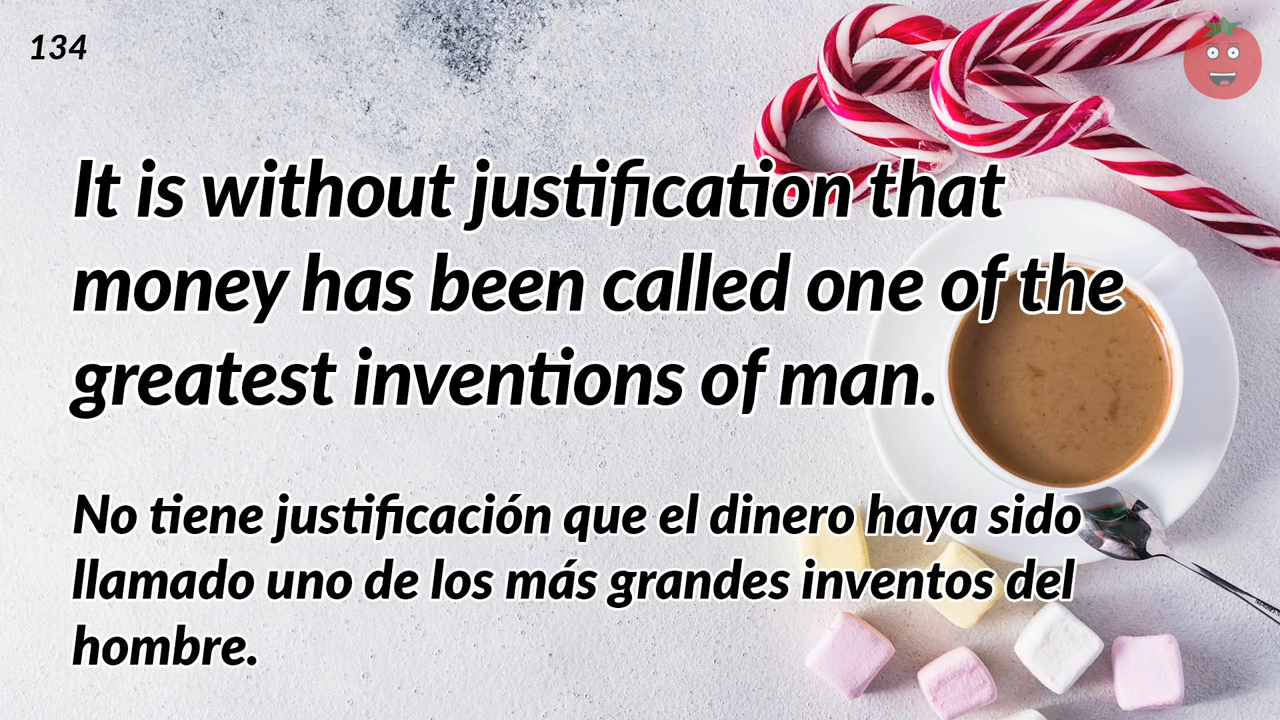 134
It is without justification that
money has been called one of the
greatest inventions of man.
No tiene justificación que el dinero haya sido
llamado uno de los más grandes inventos del
hombre.